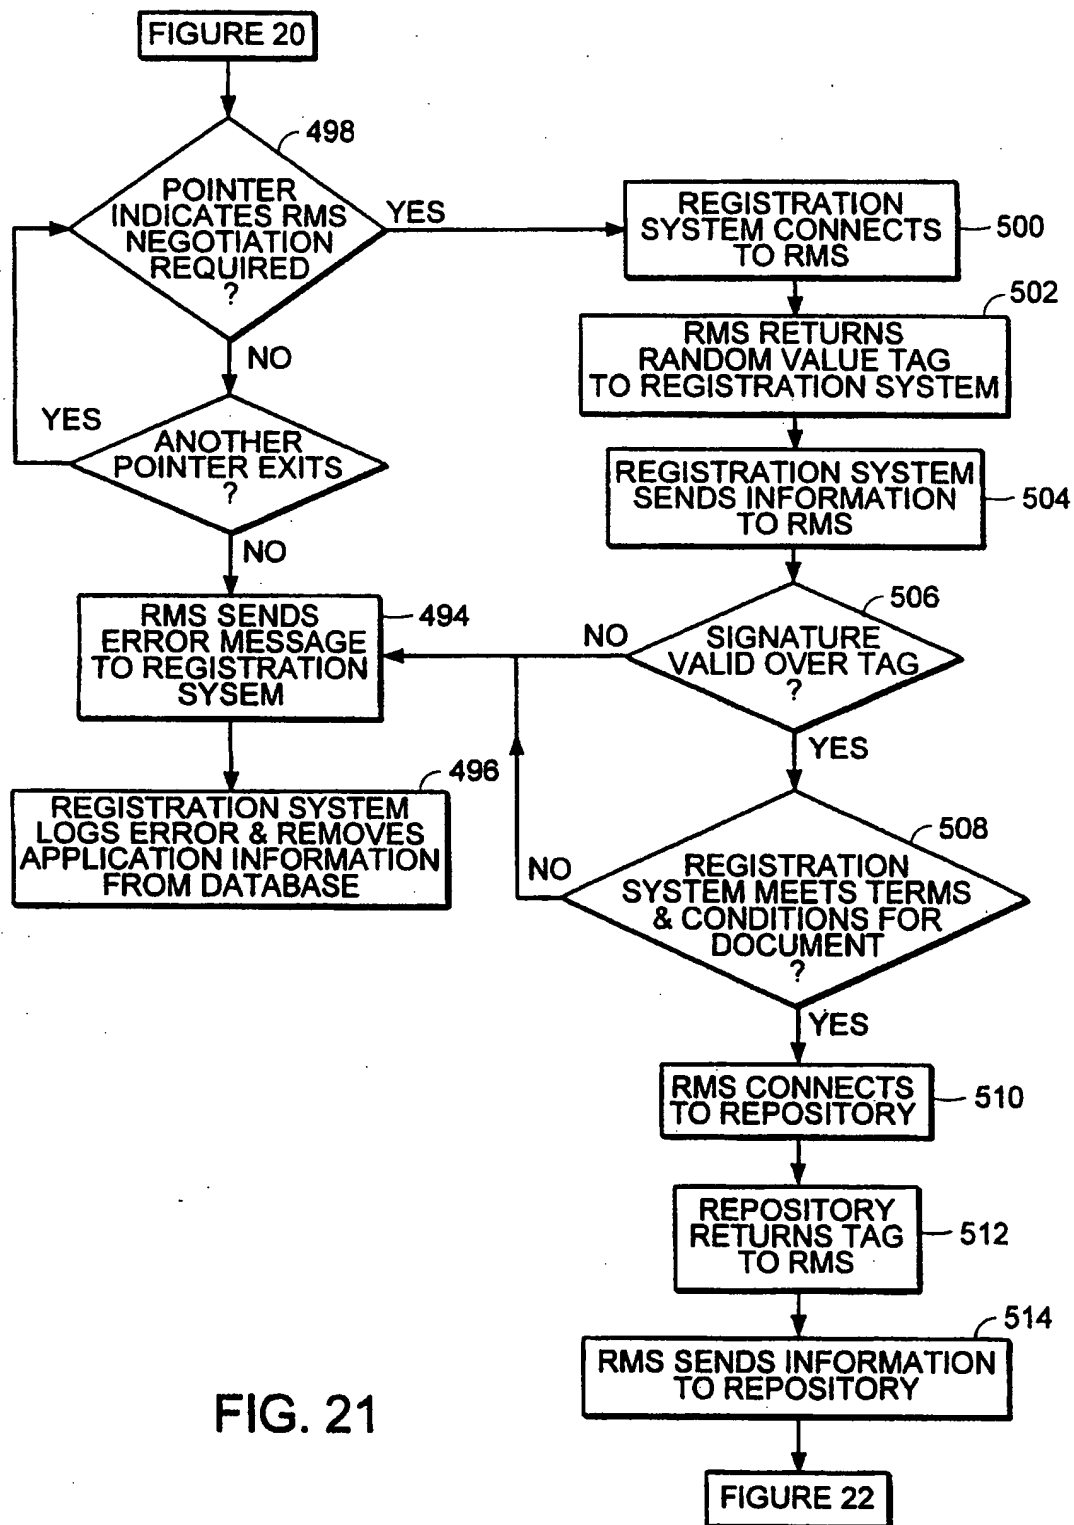 FIGURE 20
498
POINTER
INDICATES RMS
NEGOTIATION
REQUIRED
?
YES
NO
YES
ANOTHER
POINTER EXITS
?
NO
RMS SENDS
ERROR MESSAGE
TO REGISTRATION
SYSEM
494
REGISTRATION SYSTEM
LOGS ERROR & REMOVES
APPLICATION INFORMATION
FROM DATABASE
496
REGISTRATION
SYSTEM CONNECTS
TO RMS
500
502
RMS RETURNS
RANDOM VALUE TAG
TO REGISTRATION SYSTEM
REGISTRATION SYSTEM
SENDS INFORMATION
TO RMS
504
506
SIGNATURE
VALID OVER TAG
?
NO
YES
508
REGISTRATION
SYSTEM MEETS TERMS
& CONDITIONS FOR
DOCUMENT
?
NO
YES
RMS CONNECTS
TO REPOSITORY
510
REPOSITORY
RETURNS TAG
TO RMS
512
514
RMS SENDS INFORMATION
TO REPOSITORY
FIGURE 22
FIG. 21